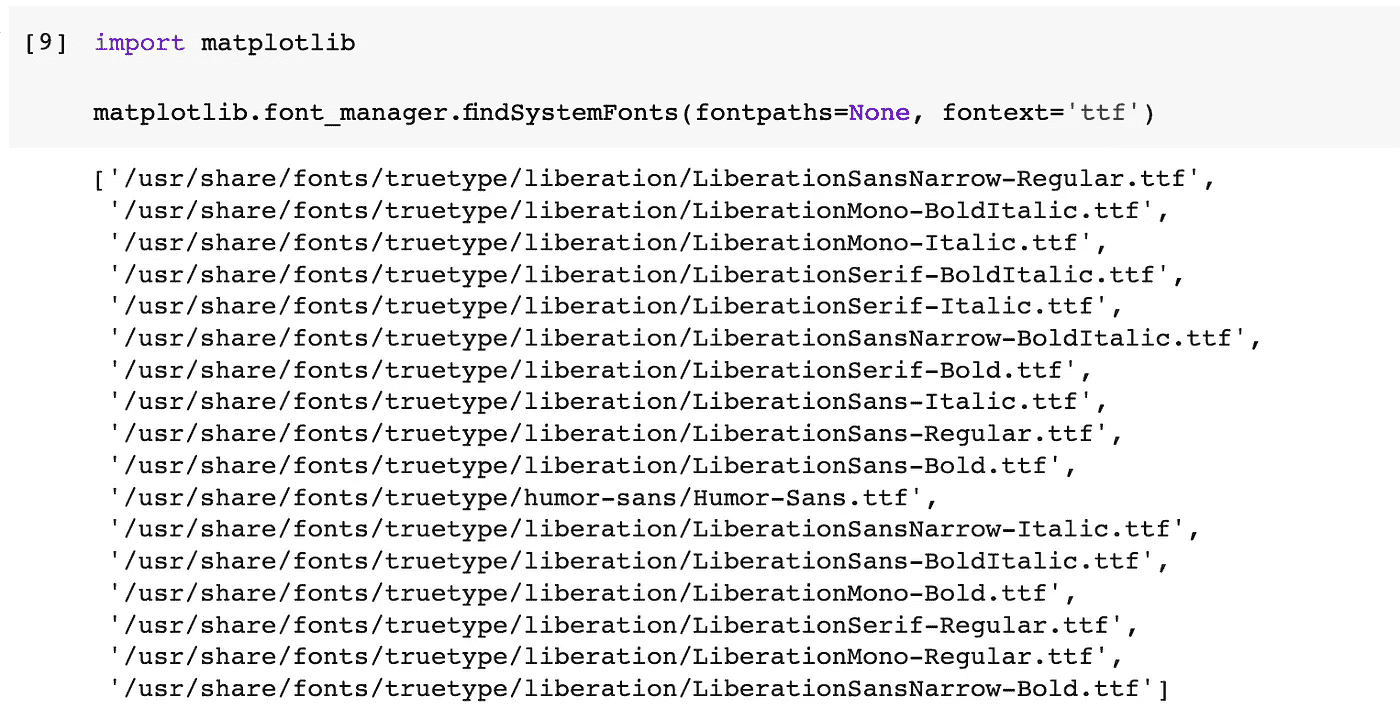 [9] import matplotlib
matplotlib.font_manager.findSystemFonts(fontpaths=None, fontext='ttf')
['/usr/share/fonts/truetype/liberation/LiberationSansNarrow-Regular.ttf',
'/usr/share/fonts/truetype/liberation/LiberationMono-BoldItalic.ttf',
'/usr/share/fonts/truetype/liberation/LiberationMono-Italic.ttf',
'/usr/share/fonts/truetype/liberation/LiberationSerif-BoldItalic.ttf',
'/usr/share/fonts/truetype/liberation/LiberationSerif-Italic.ttf',
'/usr/share/fonts/truetype/liberation/LiberationSansNarrow-BoldItalic.ttf',
'/usr/share/fonts/truetype/liberation/LiberationSerif-Bold.ttf',
'/usr/share/fonts/truetype/liberation/LiberationSans-Italic.ttf',
'/usr/share/fonts/truetype/liberation/LiberationSans-Regular.ttf',
'/usr/share/fonts/truetype/liberation/LiberationSans-Bold.ttf',
'/usr/share/fonts/truetype/humor-sans/Humor-Sans.ttf',
'/usr/share/fonts/truetype/liberation/LiberationSansNarrow-Italic.ttf',
'/usr/share/fonts/truetype/liberation/LiberationSans-BoldItalic.ttf',
'/usr/share/fonts/truetype/liberation/LiberationMono-Bold.ttf',
'/usr/share/fonts/truetype/liberation/LiberationSerif-Regular.ttf',
'/usr/share/fonts/truetype/liberation/LiberationMono-Regular.ttf',
'/usr/share/fonts/truetype/liberation/LiberationSansNarrow-Bold.ttf']